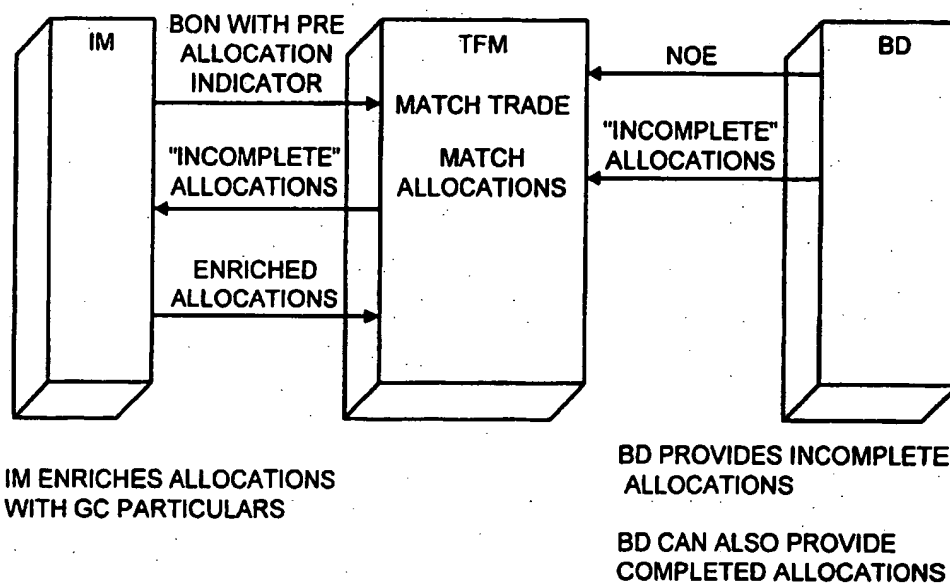 IM
BON WITH PRE
ALLOCATION
INDICATOR
"INCOMPLETE"
ALLOCATIONS
ENRICHED
ALLOCATIONS
TFM
MATCH TRADE
MATCH
ALLOCATIONS
NOE
"INCOMPLETE"
ALLOCATIONS
BD
IM ENRICHES ALLOCATIONS
WITH GC PARTICULARS
BD PROVIDES INCOMPLETE
ALLOCATIONS
BD CAN ALSO PROVIDE
COMPLETED ALLOCATIONS